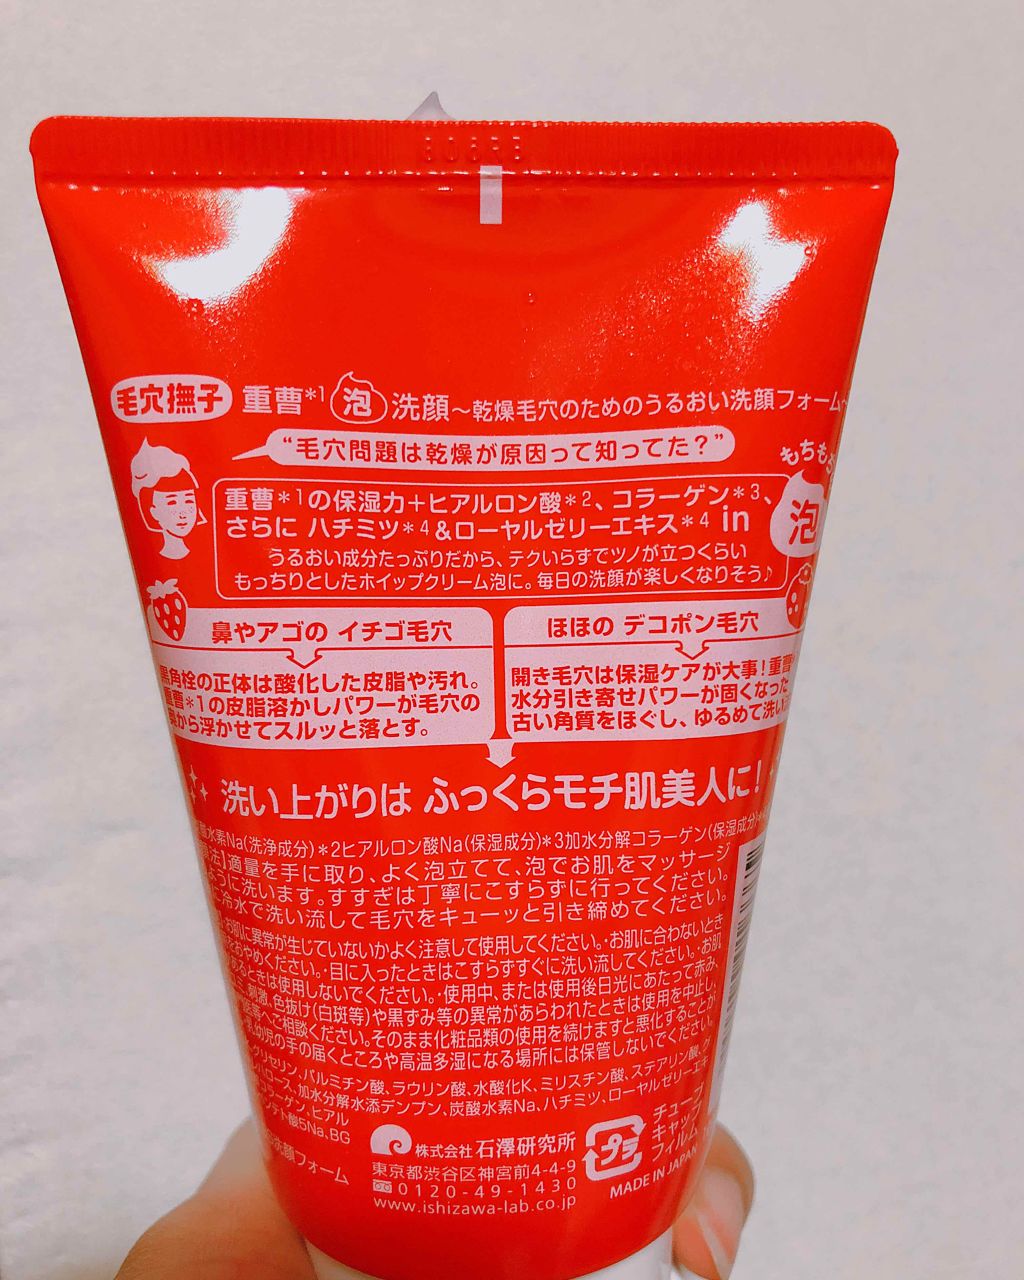 毛穴撫子 重曹*1 泡 洗顔～乾燥毛穴のためのうるおい洗顔フォーム～
“毛穴問題は乾燥が原因って知ってた？”
もちもち
泡
重曹*1の保湿力＋ヒアルロン酸*2、コラーゲン*3、
さらに ハチミツ*4&ローヤルゼリーエキス*4 in
うるおい成分たっぷりだから、テクいらずでツノが立つくらい
もっちりとしたホイップクリーム泡に。毎日の洗顔が楽しくなりそう♪
鼻やアゴの イチゴ毛穴
黒角栓の正体は酸化した皮脂や汚れ。
重曹*1の皮脂溶かしパワーが毛穴の
奥から浮かせてスルッと落とす。
ほほの デコポン毛穴
開き毛穴は保湿ケアが大事！重曹
水分引き寄せパワーが固くなった
古い角質をほぐし、ゆるめて洗い
洗い上がりは ふっくらモチ肌美人に！
酸水素Na(洗浄成分)*2ヒアルロン酸Na(保湿成分)*3加水分解コラーゲン(保湿成分)
法】適量を手に取り、よく泡立てて、泡でお肌をマッサージ
ように洗います。すすぎは丁寧にこすらずに行ってください。
冷水で洗い流して毛穴をキューッと引き締めてください。
お肌に異常が生じていないかよく注意して使用してください。・お肌に合わないとき
をおやめください。・目に入ったときはこすらずすぐに洗い流してください。・お肌
あるときは使用しないでください。・使用中、または使用後日光にあたって赤み、
刺激、色抜け(白斑等)や黒ずみ等の異常があらわれたときは使用を中止し、
へご相談ください。そのまま化粧品類の使用を続けますと悪化することが
乳幼児の手の届くところや高温多湿になる場所には保管しないでください。
グリセリン、パルミチン酸、ラウリン酸、水酸化K、ミリスチン酸、ステアリン酸、グ
ロース、加水分解水添デンプン、炭酸水素Na、ハチミツ、ローヤルゼリーエキ
ーゲン、ヒアル
ンテト酸5Na、BG
洗顔フォーム
株式会社 石澤研究所
東京都渋谷区神宮前4-4-9
0120-49-1430
www.ishizawa-lab.co.jp
プラ
チューブ
キャップ
フィルム
MADE IN JAPAN